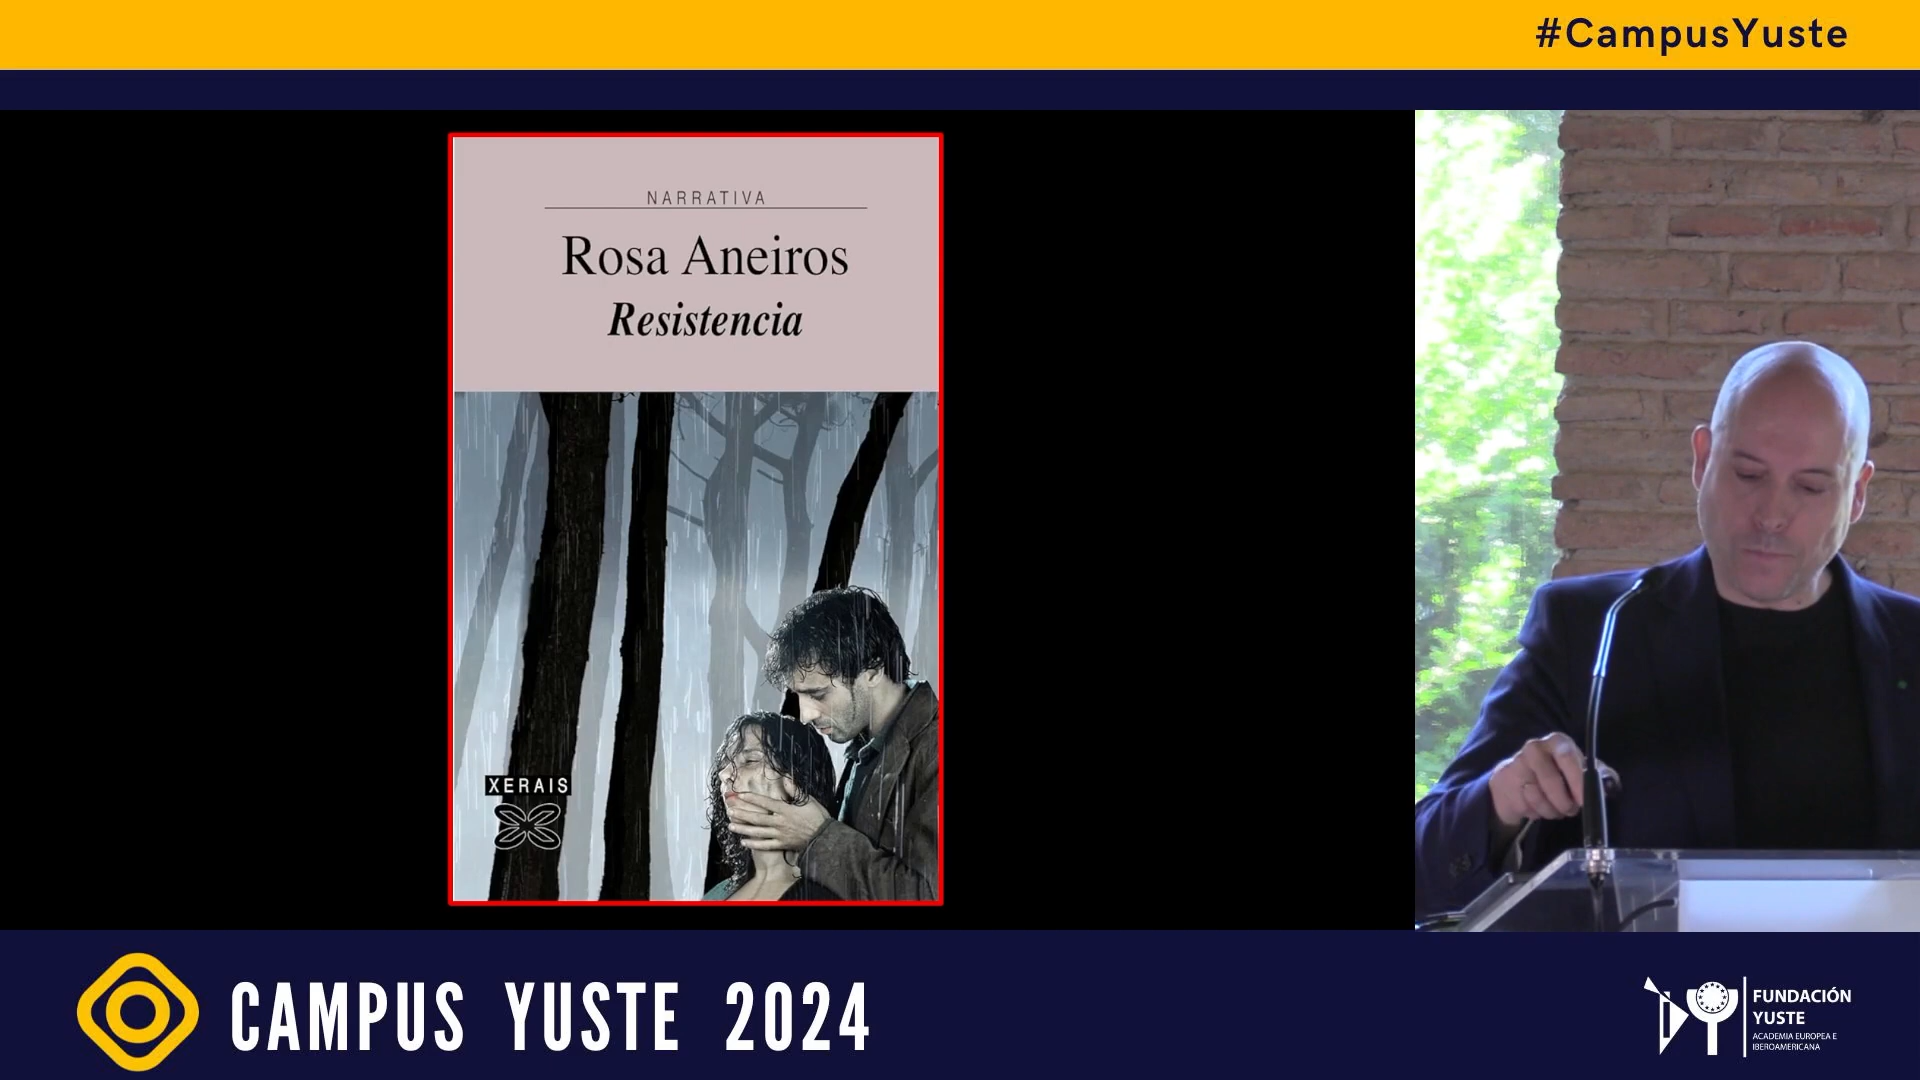 #CampusYuste
NARRATIVA
Rosa Aneiros
Resistencia
XERAIS
CAMPUS YUSTE 2024
FUNDACIÓN
YUSTE
ACADEMIA EUROPEA E
IBEROAMERICANA